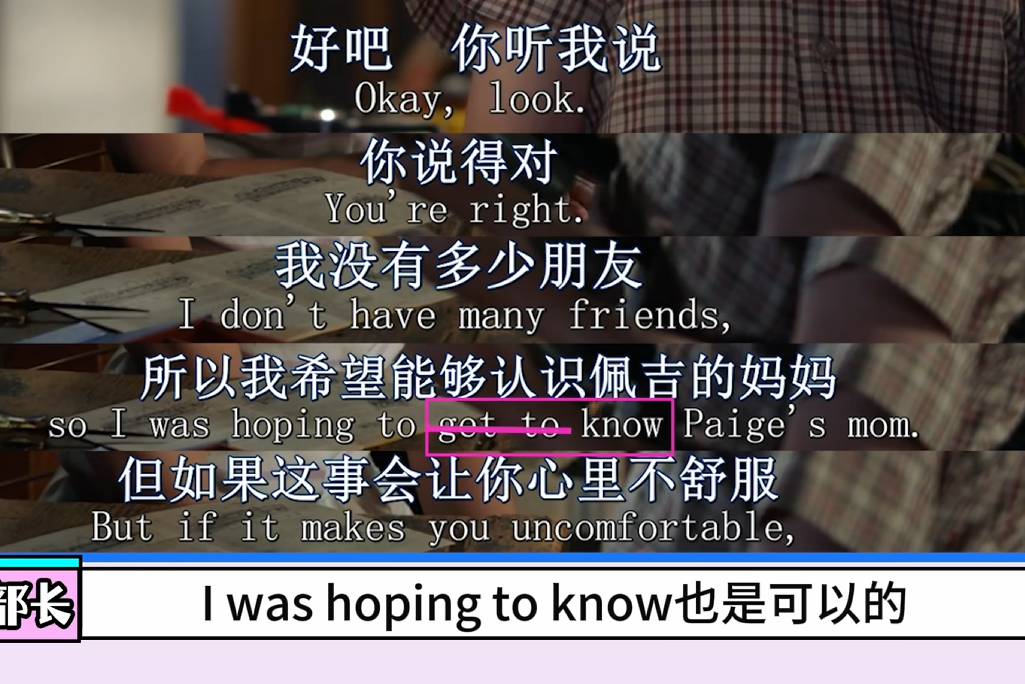 好吧 你听我说
Okay, look.
你说得对
You're right.
我没有多少朋友
I don't have many friends,
所以我希望能够认识佩吉的妈妈
so I was hoping to get to know Paige's mom.
但如果这事会让你心里不舒服
But if it makes you uncomfortable,
部长
I was hoping to know也是可以的